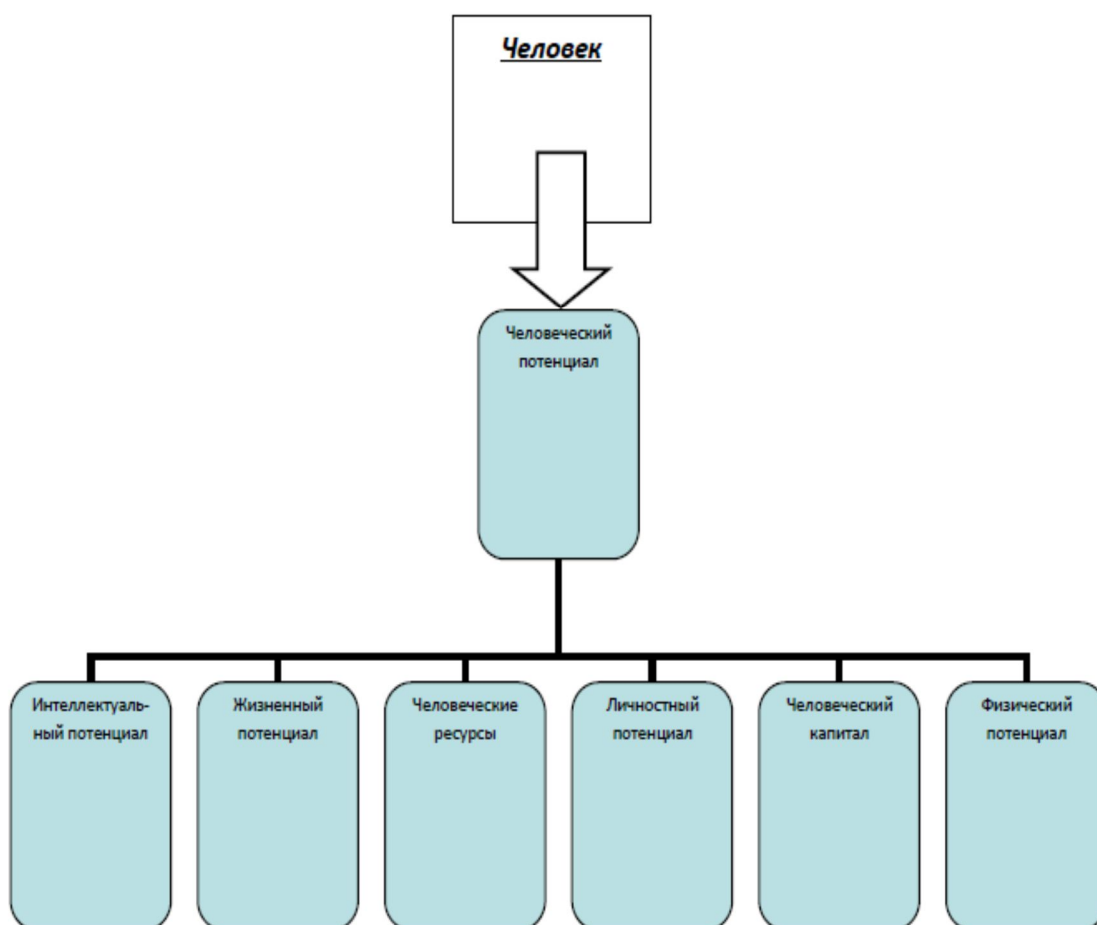 Человек
Человеческий
потенциал
Интеллектуаль-
ный потенциал
Жизненный
потенциал
Человеческие
ресурсы
Личностный
потенциал
Человеческий
капитал
Физический
потенциал